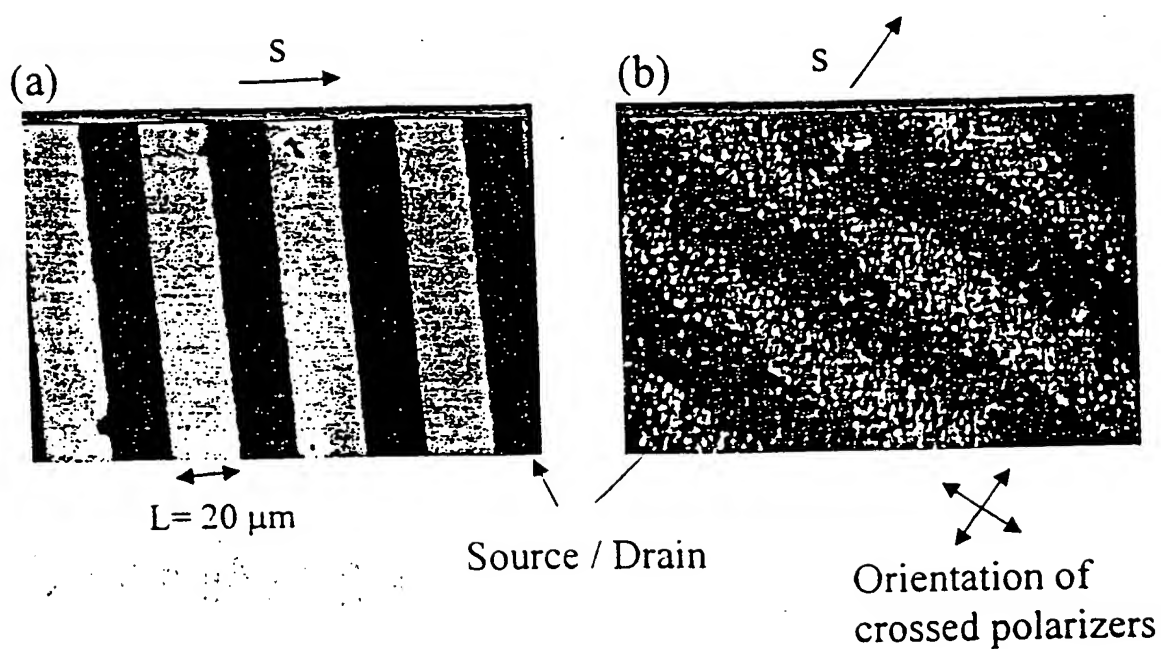 (a)
S
(b)
S
L= 20 μm
Source / Drain
Orientation of
crossed polarizers